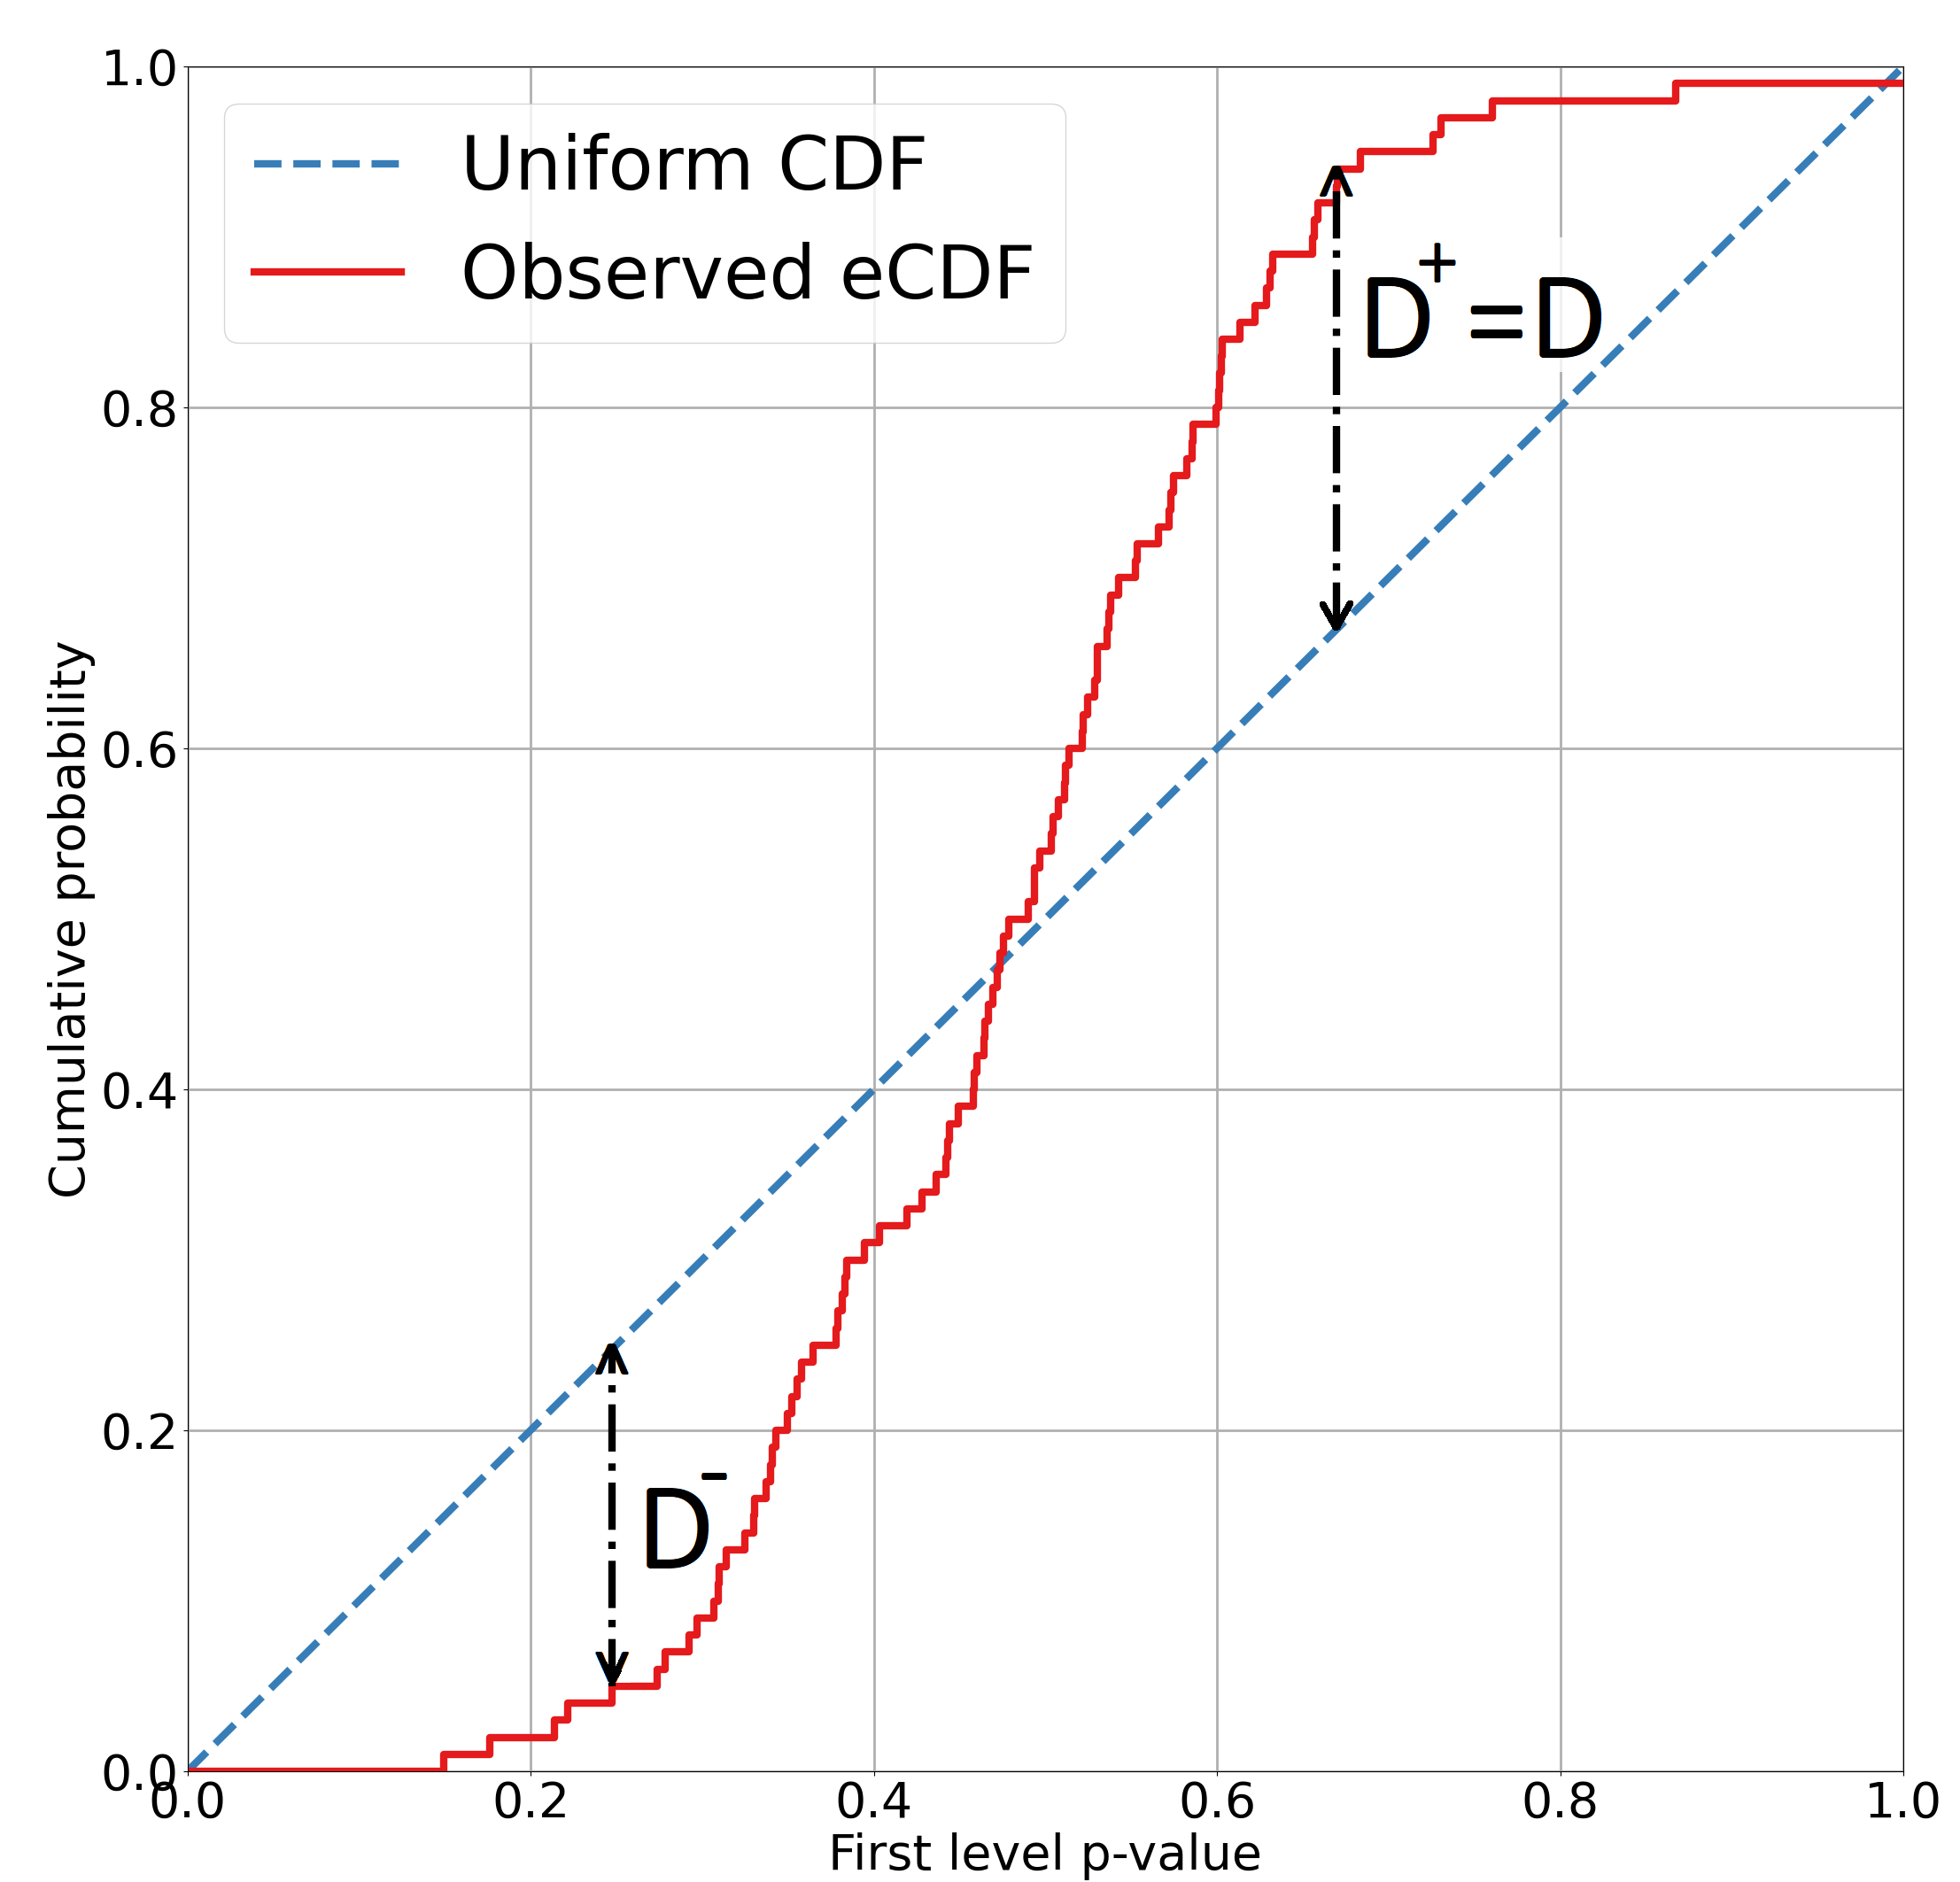 1.0
Uniform CDF
Observed eCDF
D+=D
0.8
0.6
0.4
D-
0.2
0.0
0.0 0.2 0.4 0.6 0.8 1.0
First level p-value
Cumulative probability